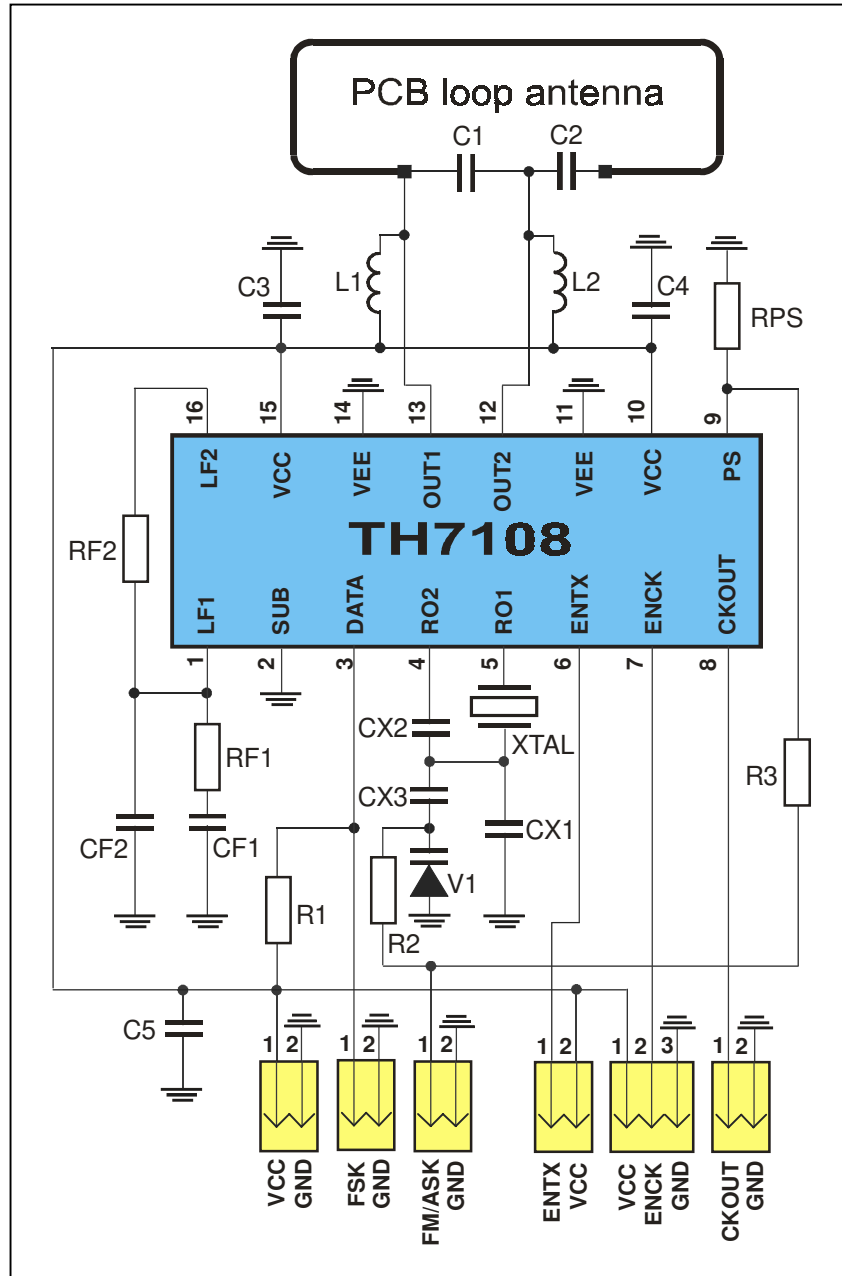 PCB loop antenna
C1
C2
C3
L1
L2
C4
RPS
16
15
14
13
12
11
10
9
LF2
VCC
VEE
OUT1
OUT2
VEE
VCC
PS
TH7108
RF2
LF1
SUB
DATA
RO2
RO1
ENTX
ENCK
CKOUT
1
2
3
4
5
6
7
8
CX2
XTAL
RF1
R3
CX3
CX1
CF2
CF1
V1
R1
R2
C5
1 2
1 2
1 2
1 2
1 2 3
1 2
VCC
GND
FSK
GND
FM/ASK
GND
ENTX
VCC
VCC
ENCK
GND
CKOUT
GND